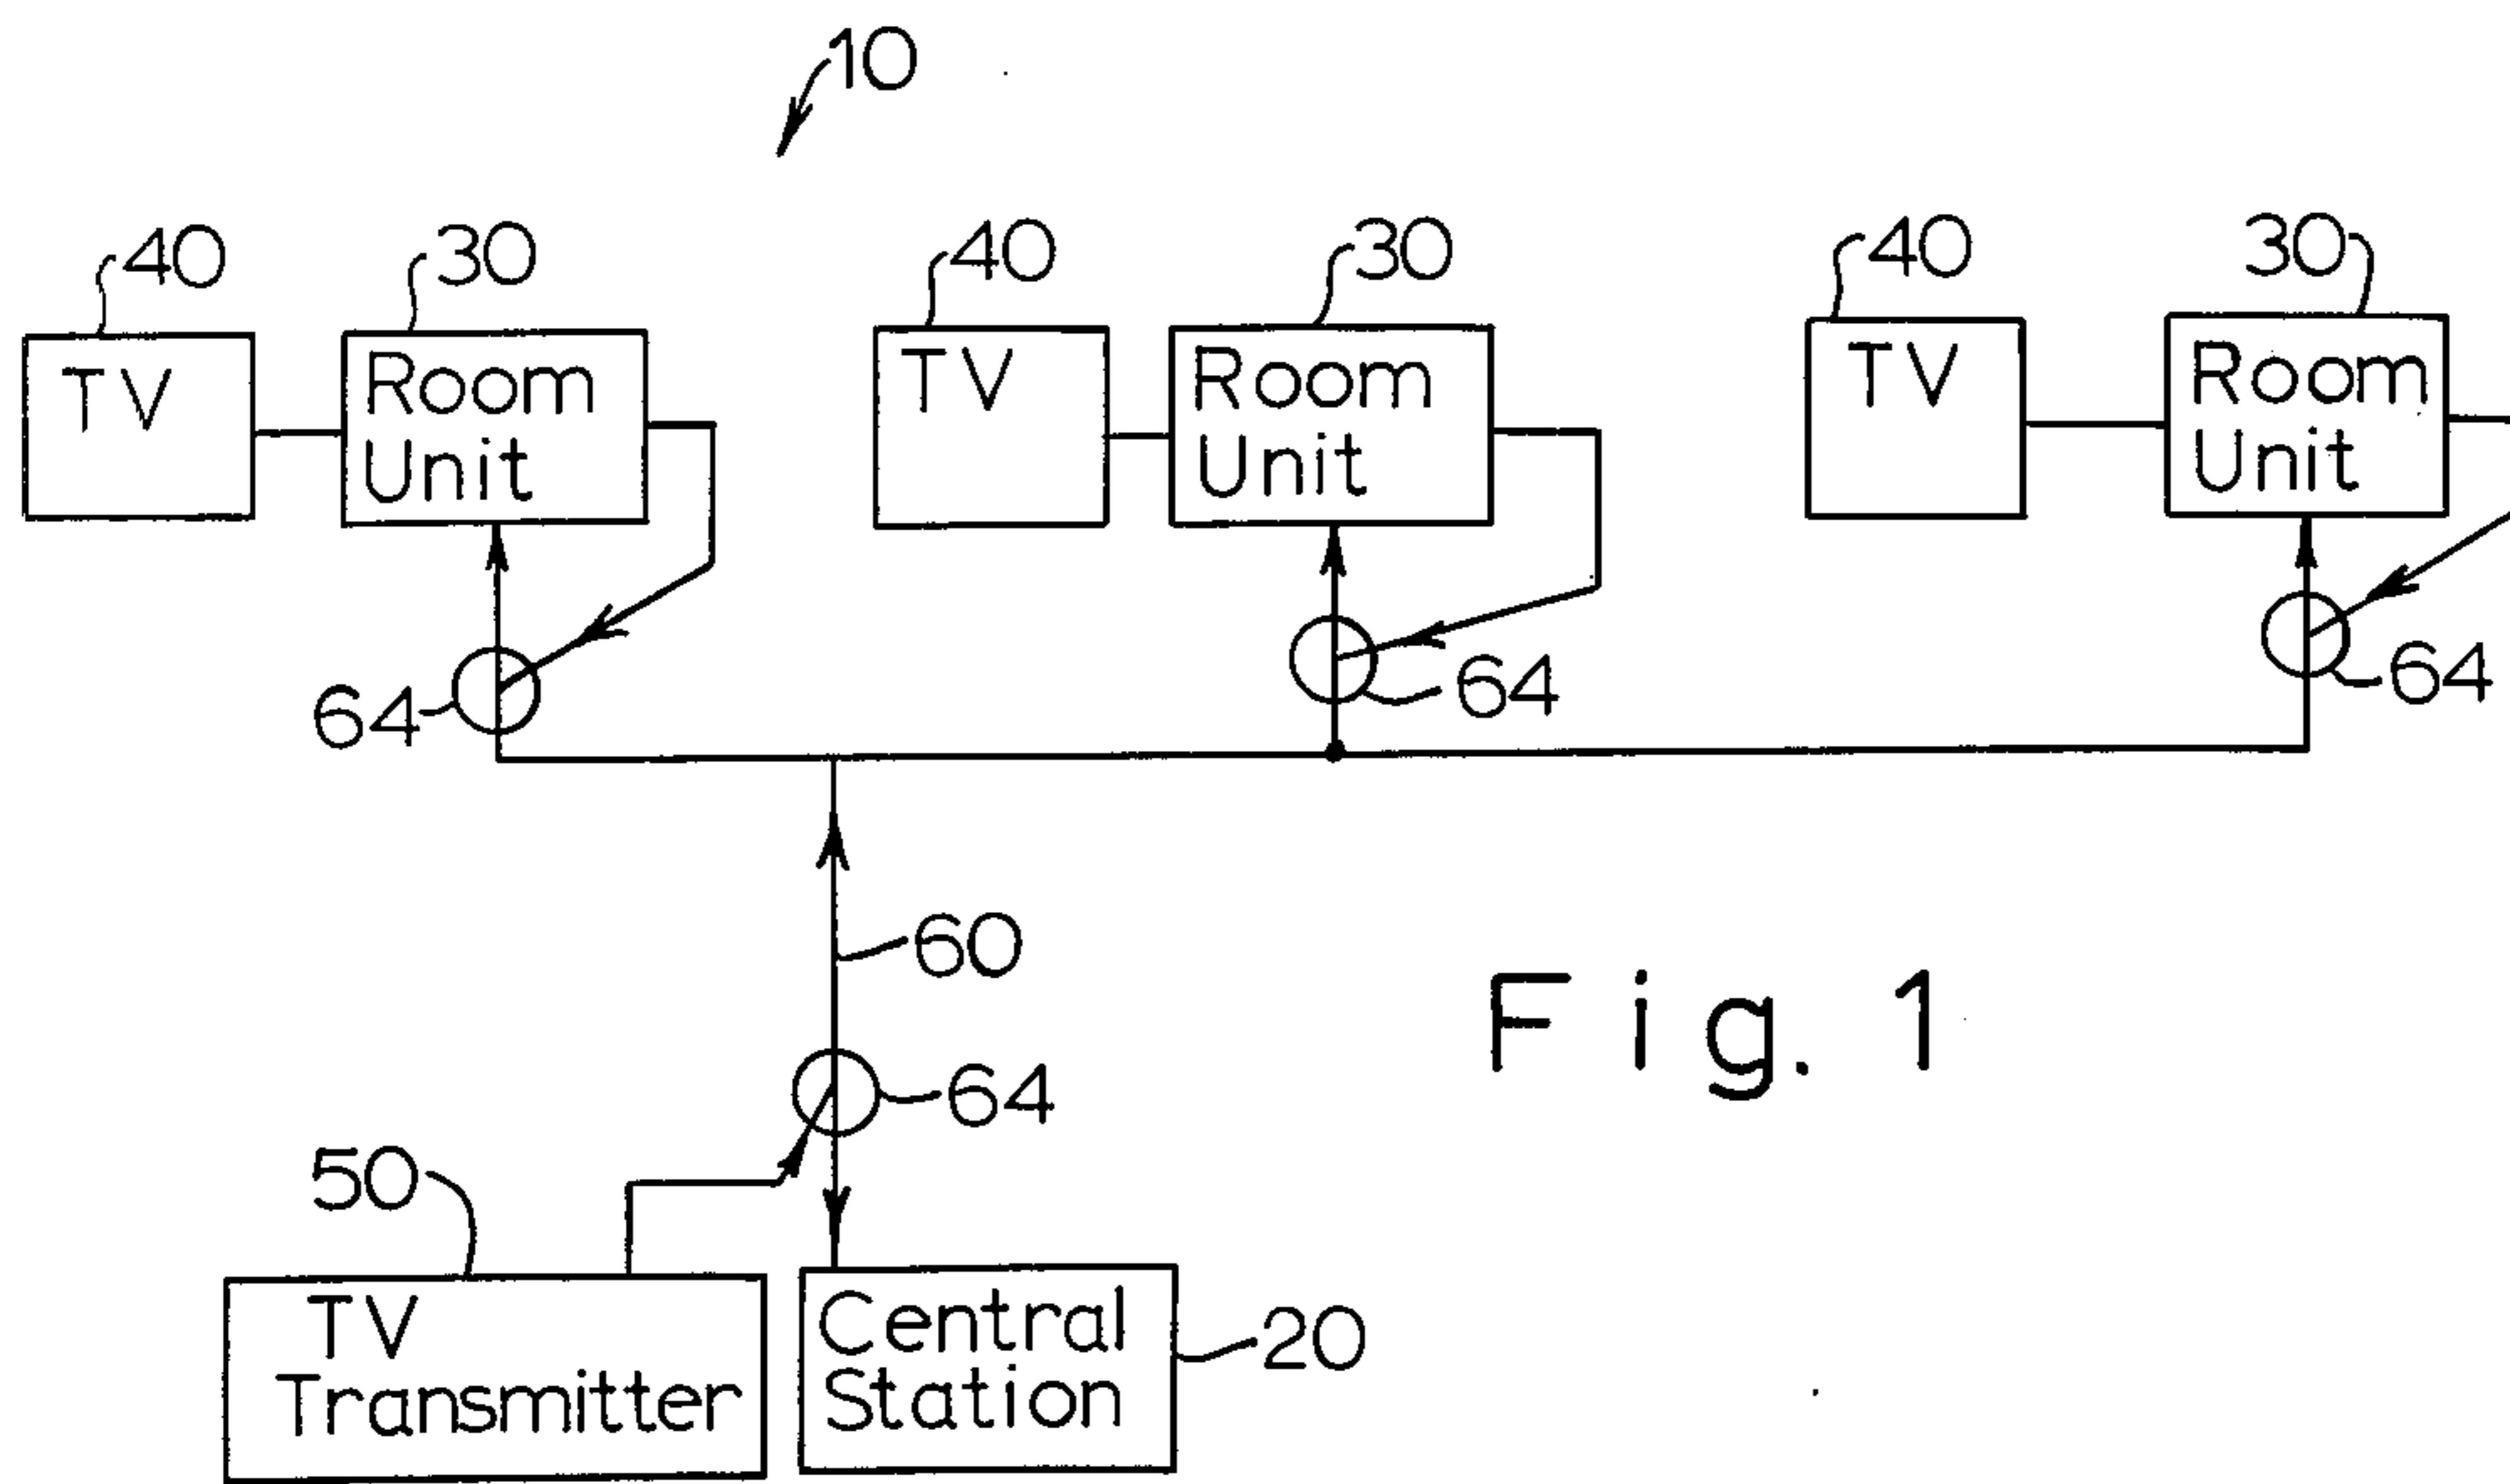 10
40
30
40
30
40
30
TV
Room
Unit
TV
Room
Unit
TV
Room
Unit
64
64
64
60
Fig. 1
64
50
TV
Transmitter
Central
Station
20